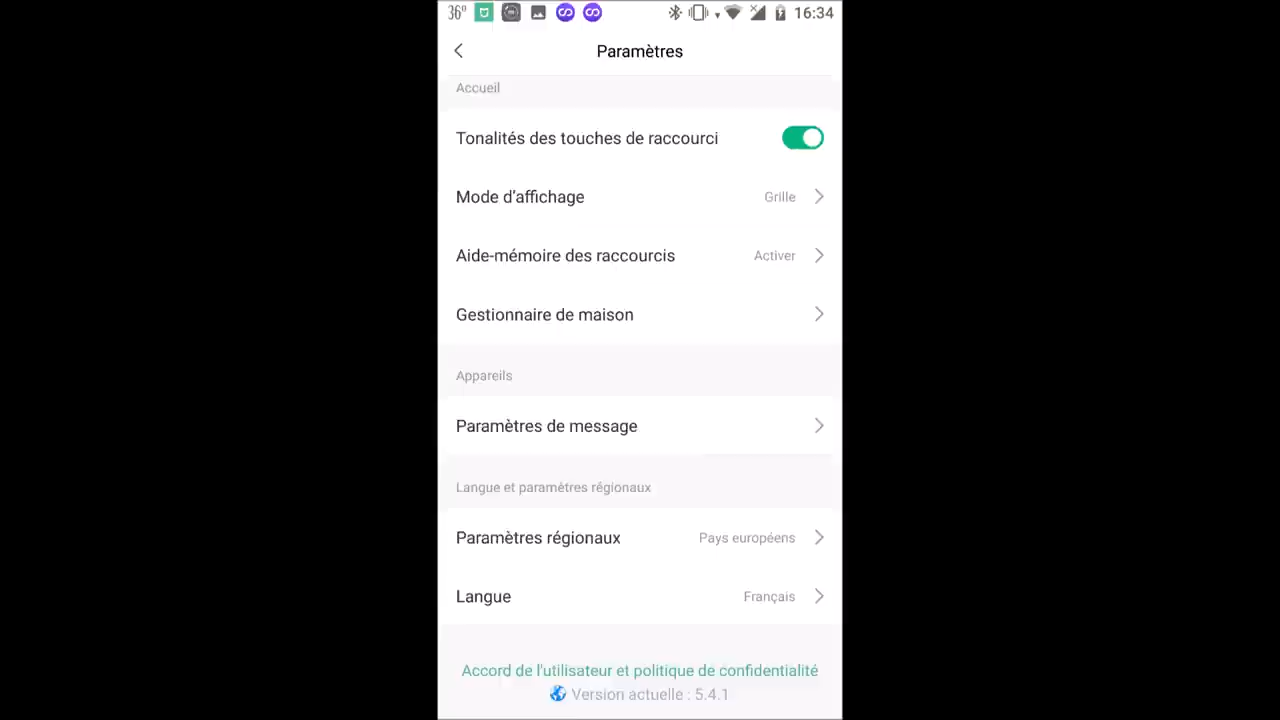 36° 16:34
Paramètres
Accueil
Tonalités des touches de raccourci
Mode d'affichage Grille
Aide-mémoire des raccourcis Activer
Gestionnaire de maison
Appareils
Paramètres de message
Langue et paramètres régionaux
Paramètres régionaux Pays européens
Langue Français
Accord de l'utilisateur et politique de confidentialité
Version actuelle : 5.4.1